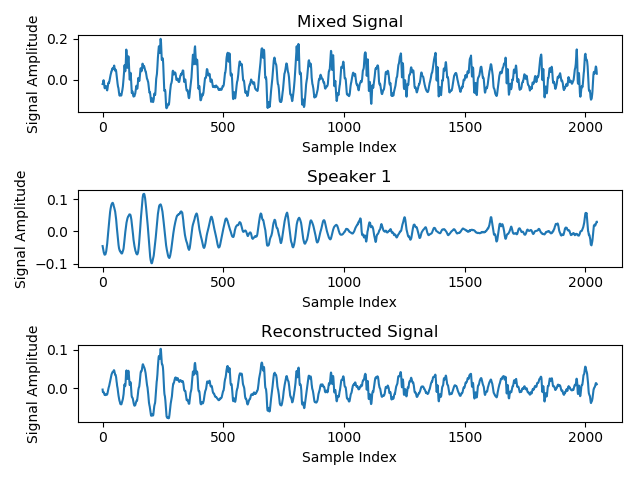 Mixed Signal
Signal Amplitude
0.2
0.0
0
500
1000
1500
2000
Sample Index
Speaker 1
Signal Amplitude
0.1
0.0
−0.1
0
500
1000
1500
2000
Sample Index
Reconstructed Signal
Signal Amplitude
0.1
0.0
0
500
1000
1500
2000
Sample Index